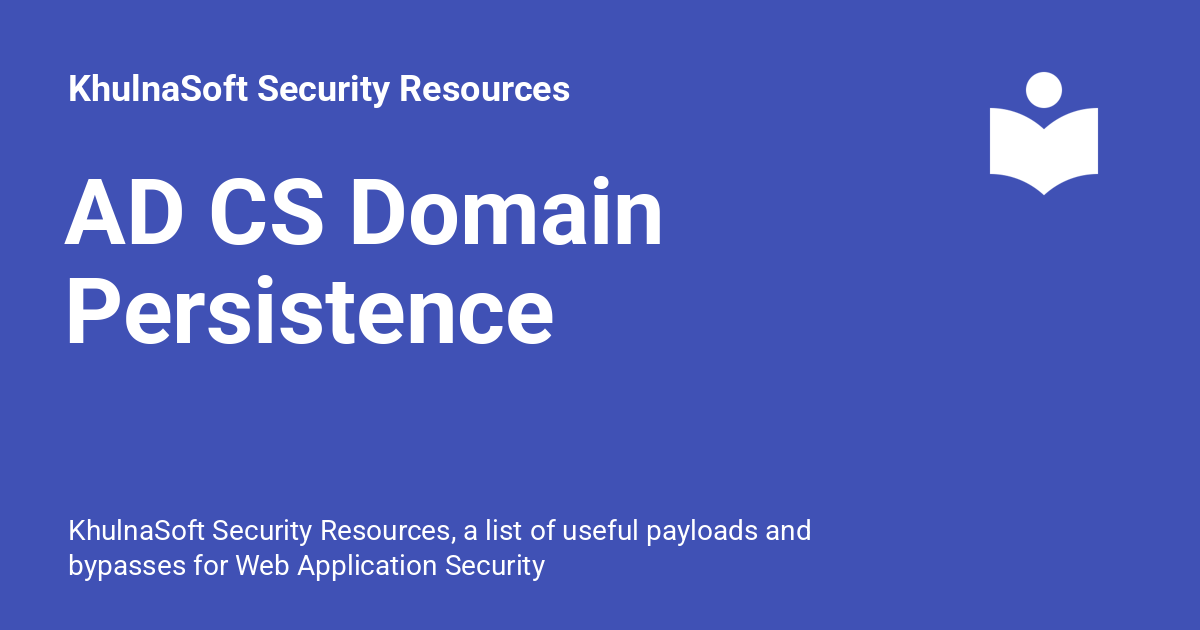 KhulnaSoft Security Resources
AD CS Domain
Persistence
KhulnaSoft Security Resources, a list of useful payloads and
bypasses for Web Application Security